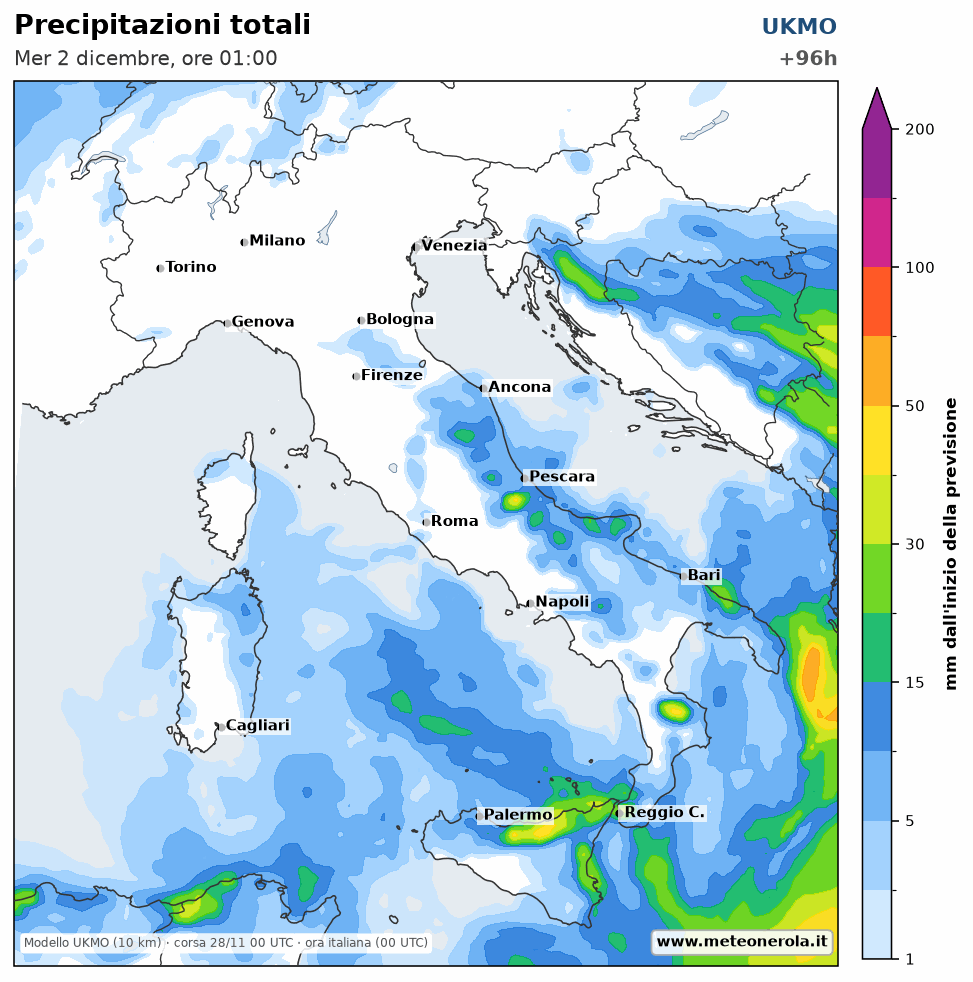 Precipitazioni totali
UKMO
Mer 2 dicembre, ore 01:00
+96h
Milano
Venezia
Torino
Genova
Bologna
Firenze
Ancona
Pescara
Roma
Bari
Napoli
Cagliari
Palermo
Reggio C.
Modello UKMO (10 km) · corsa 28/11 00 UTC · ora italiana (00 UTC)
www.meteonerola.it
200
100
50
30
15
5
1
mm dall'inizio della previsione